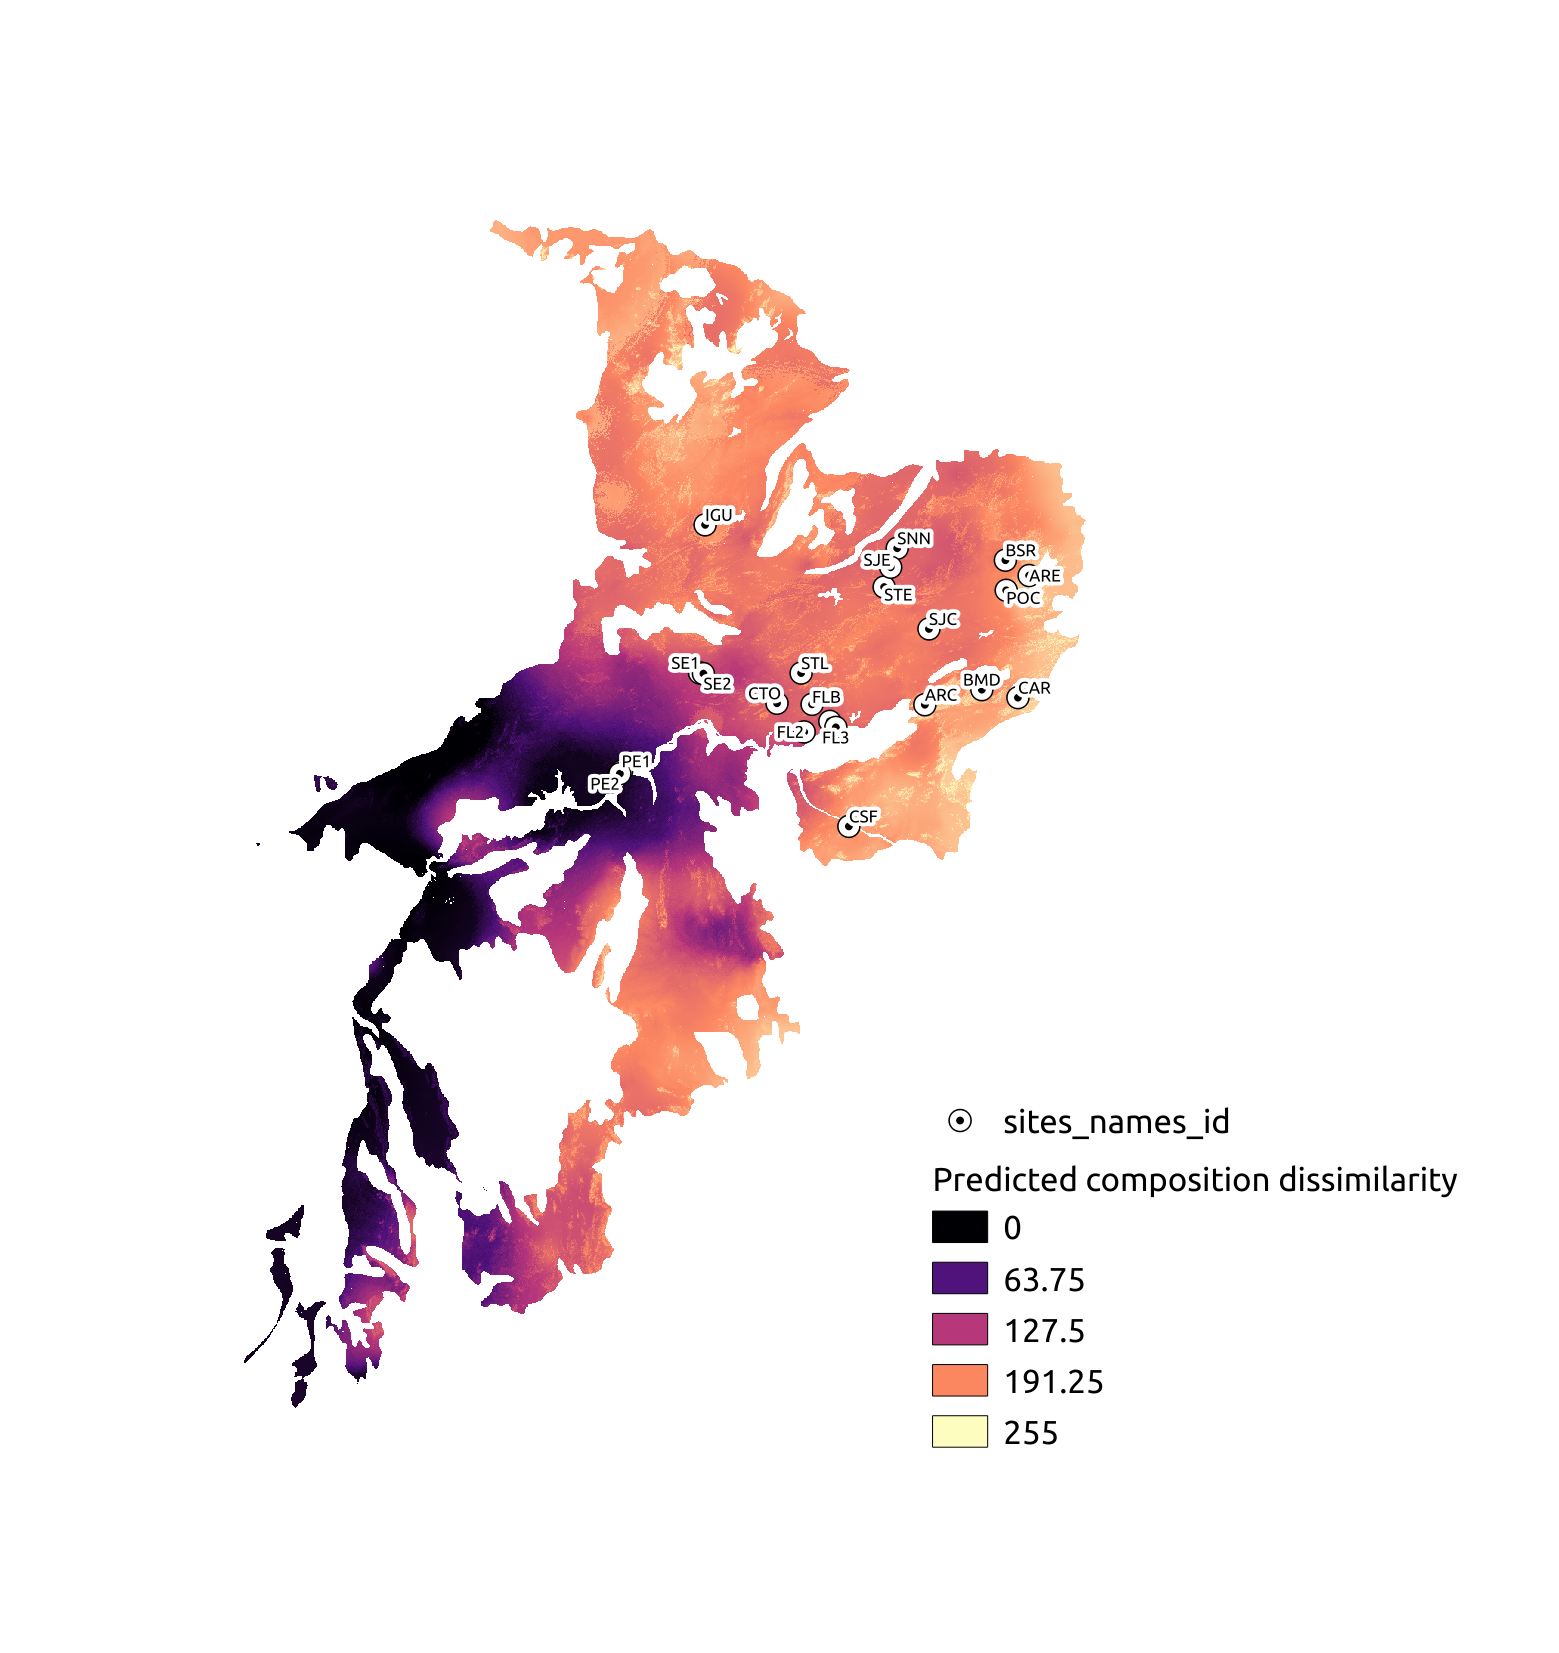 IGU
SNN
SJE
BSR
ARE
STE
POC
SJC
SE1
STL
SE2
BMD
CAR
CTO
FLB
ARC
FL2
FL3
PE1
PE2
CSF
sites_names_id
Predicted composition dissimilarity
0
63.75
127.5
191.25
255